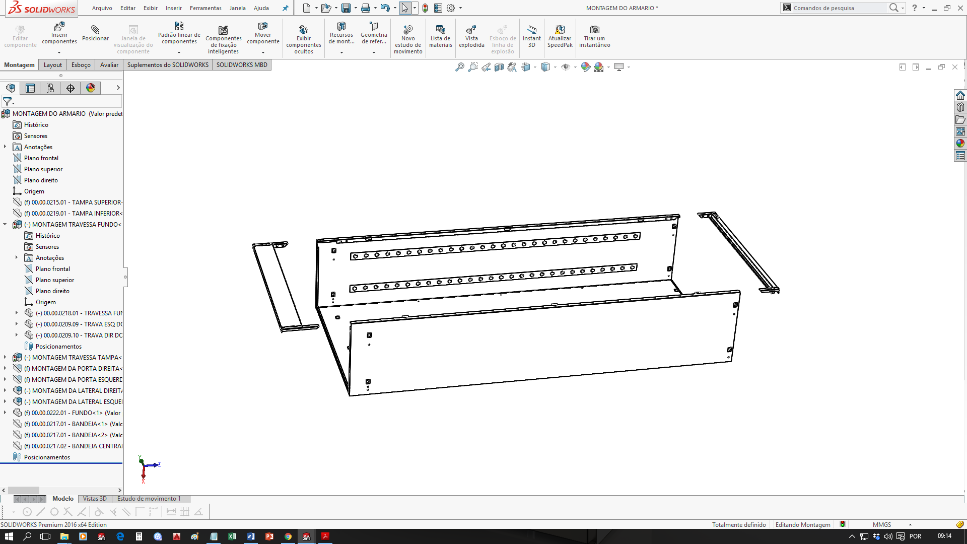 SOLIDWORKS
Arquivo Editar Exibir Inserir Ferramentas Janela Ajuda
MONTAGEM DO ARMARIO *
Comandos de pesquisa
Editar componente
Inserir componentes
Posicionar
Janela de visualização do componente
Padrão linear de componentes
Componentes de fixação inteligentes
Mover componente
Exibir componentes ocultos
Recursos de mont...
Geometria de refer...
Novo estudo de movimento
Lista de materiais
Vista explodida
Esboço de linha de explosão
Instant 3D
Atualizar SpeedPak
Tirar um instantâneo
Montagem Layout Esboço Avaliar Suplementos do SOLIDWORKS SOLIDWORKS MBD
MONTAGEM DO ARMARIO (Valor predet
Histórico
Sensores
Anotações
Plano frontal
Plano superior
Plano direito
Origem
(f) 00.00.0215.01 - TAMPA SUPERIOR<
(f) 00.00.0219.01 - TAMPA INFERIOR<
(-) MONTAGEM TRAVESSA FUNDO<
Histórico
Sensores
Anotações
Plano frontal
Plano superior
Plano direito
Origem
(-) 00.00.0218.01 - TRAVESSA FUN
(-) 00.00.0209.09 - TRAVA ESQ DO
(-) 00.00.0209.10 - TRAVA DIR DO
Posicionamentos
(-) MONTAGEM TRAVESSA TAMPA<
(f) MONTAGEM DA PORTA DIREITA<
(f) MONTAGEM DA PORTA ESQUERD
(-) MONTAGEM DA LATERAL DIREITA
(-) MONTAGEM DA LATERAL ESQUE
(f) 00.00.0222.01 - FUNDO<1> (Valor
(f) 00.00.0217.01 - BANDEJA<1> (Valo
(f) 00.00.0217.01 - BANDEJA<2> (Valo
(f) 00.00.0217.02 - BANDEJA CENTRAL
Posicionamentos
Modelo Vistas 3D Estudo de movimento 1
SOLIDWORKS Premium 2016 x64 Edition
Totalmente definido Editando Montagem MMGS
POR 09:14